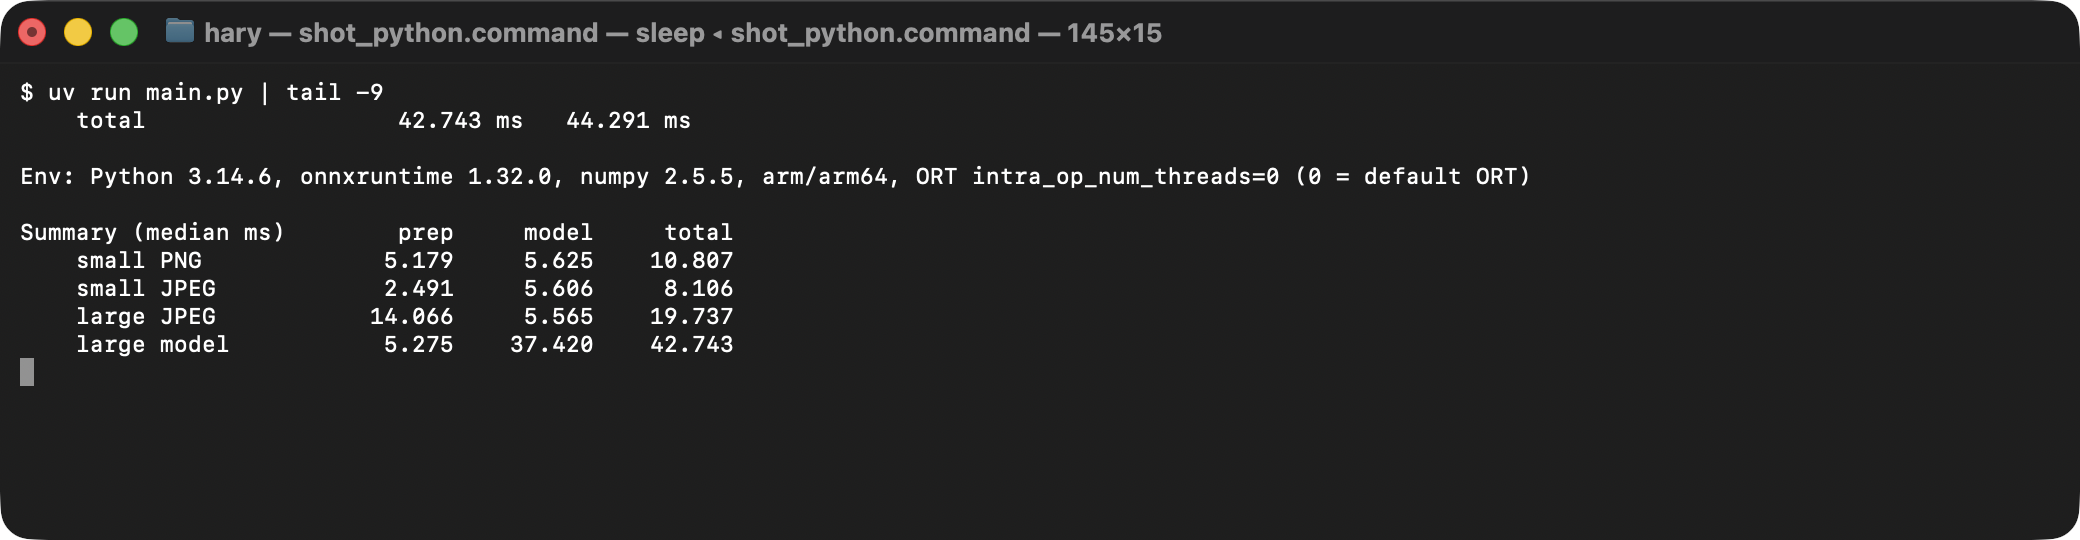 hary — shot_python.command — sleep ◂ shot_python.command — 145×15
$ uv run main.py | tail -9
total 42.743 ms 44.291 ms
Env: Python 3.14.6, onnxruntime 1.32.0, numpy 2.5.5, arm/arm64, ORT intra_op_num_threads=0 (0 = default ORT)
Summary (median ms) prep model total
small PNG 5.179 5.625 10.807
small JPEG 2.491 5.606 8.106
large JPEG 14.066 5.565 19.737
large model 5.275 37.420 42.743